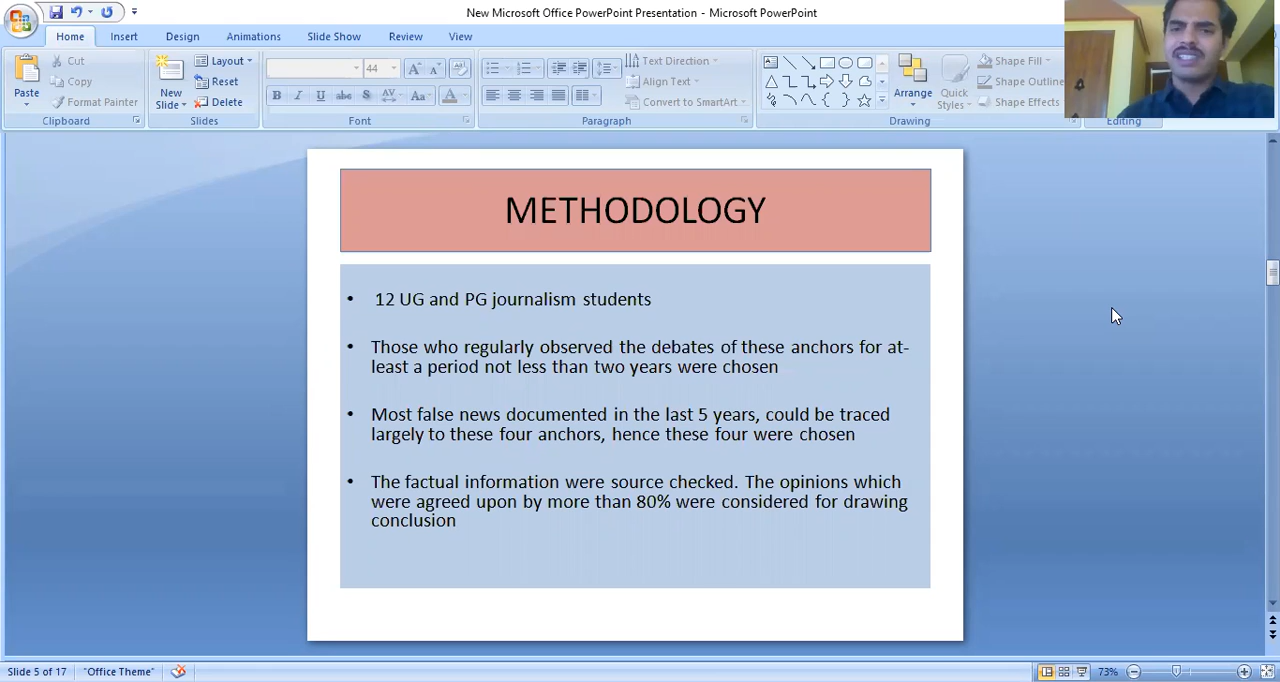 New Microsoft Office PowerPoint Presentation - Microsoft PowerPoint
Home Insert Design Animations Slide Show Review View
Paste
Cut
Copy
Format Painter
Clipboard
New
Slide
Layout
Reset
Delete
Slides
44
B I U abc S AV Aa A
Font
Text Direction
Align Text
Convert to SmartArt
Paragraph
Arrange
Quick
Styles
Shape Fill
Shape Outline
Shape Effects
Drawing
Editing
METHODOLOGY
• 12 UG and PG journalism students
• Those who regularly observed the debates of these anchors for at-
least a period not less than two years were chosen
• Most false news documented in the last 5 years, could be traced
largely to these four anchors, hence these four were chosen
• The factual information were source checked. The opinions which
were agreed upon by more than 80% were considered for drawing
conclusion
Slide 5 of 17 "Office Theme" 73%